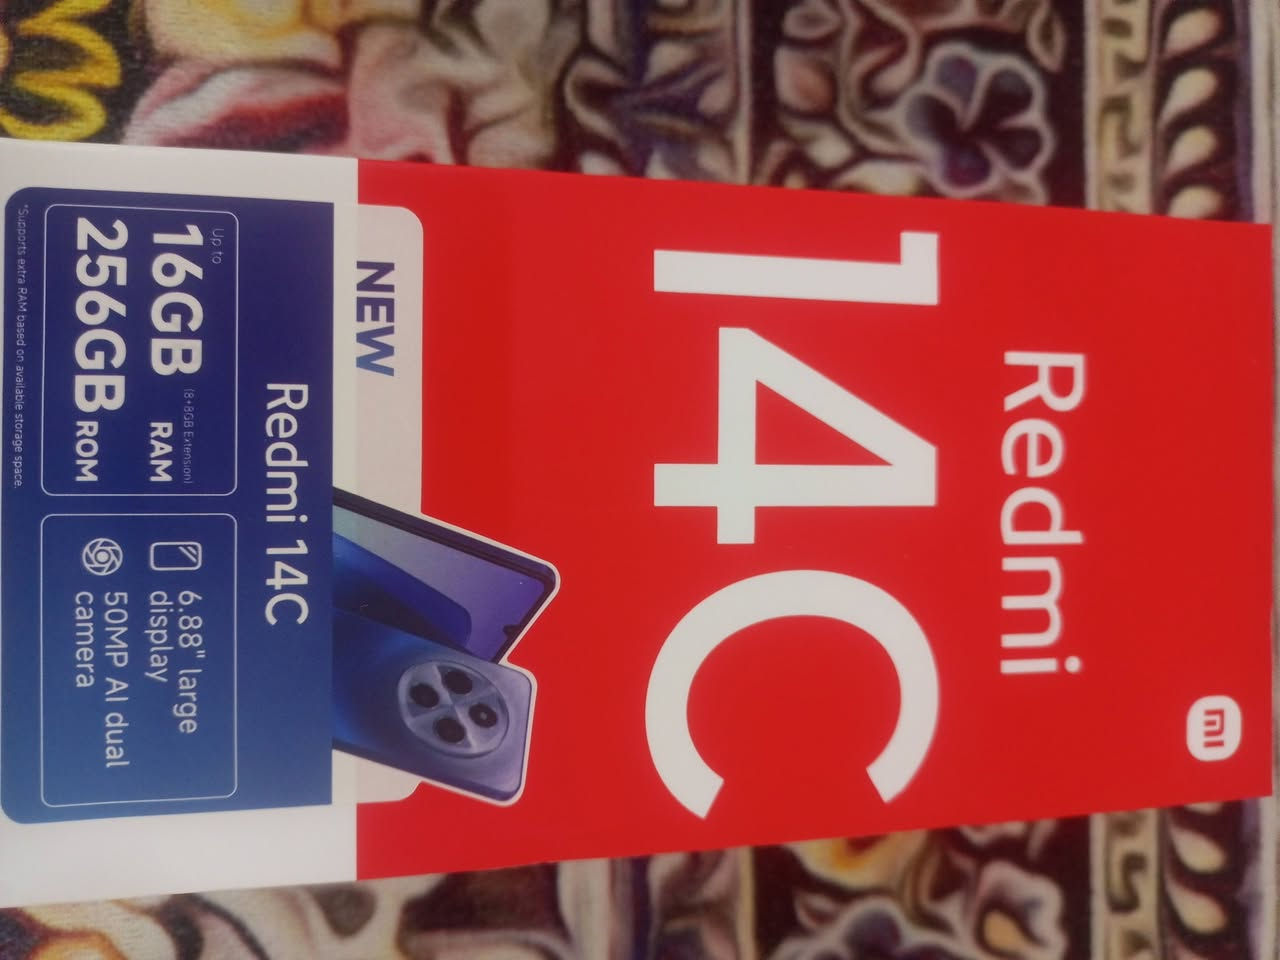 mi
Redmi
14C
NEW
Redmi 14C
Up to
16GB (8+8GB Extension) RAM
256GB ROM
6.88" large
display
50MP AI dual
camera
*Supports extra RAM based on available storage space.